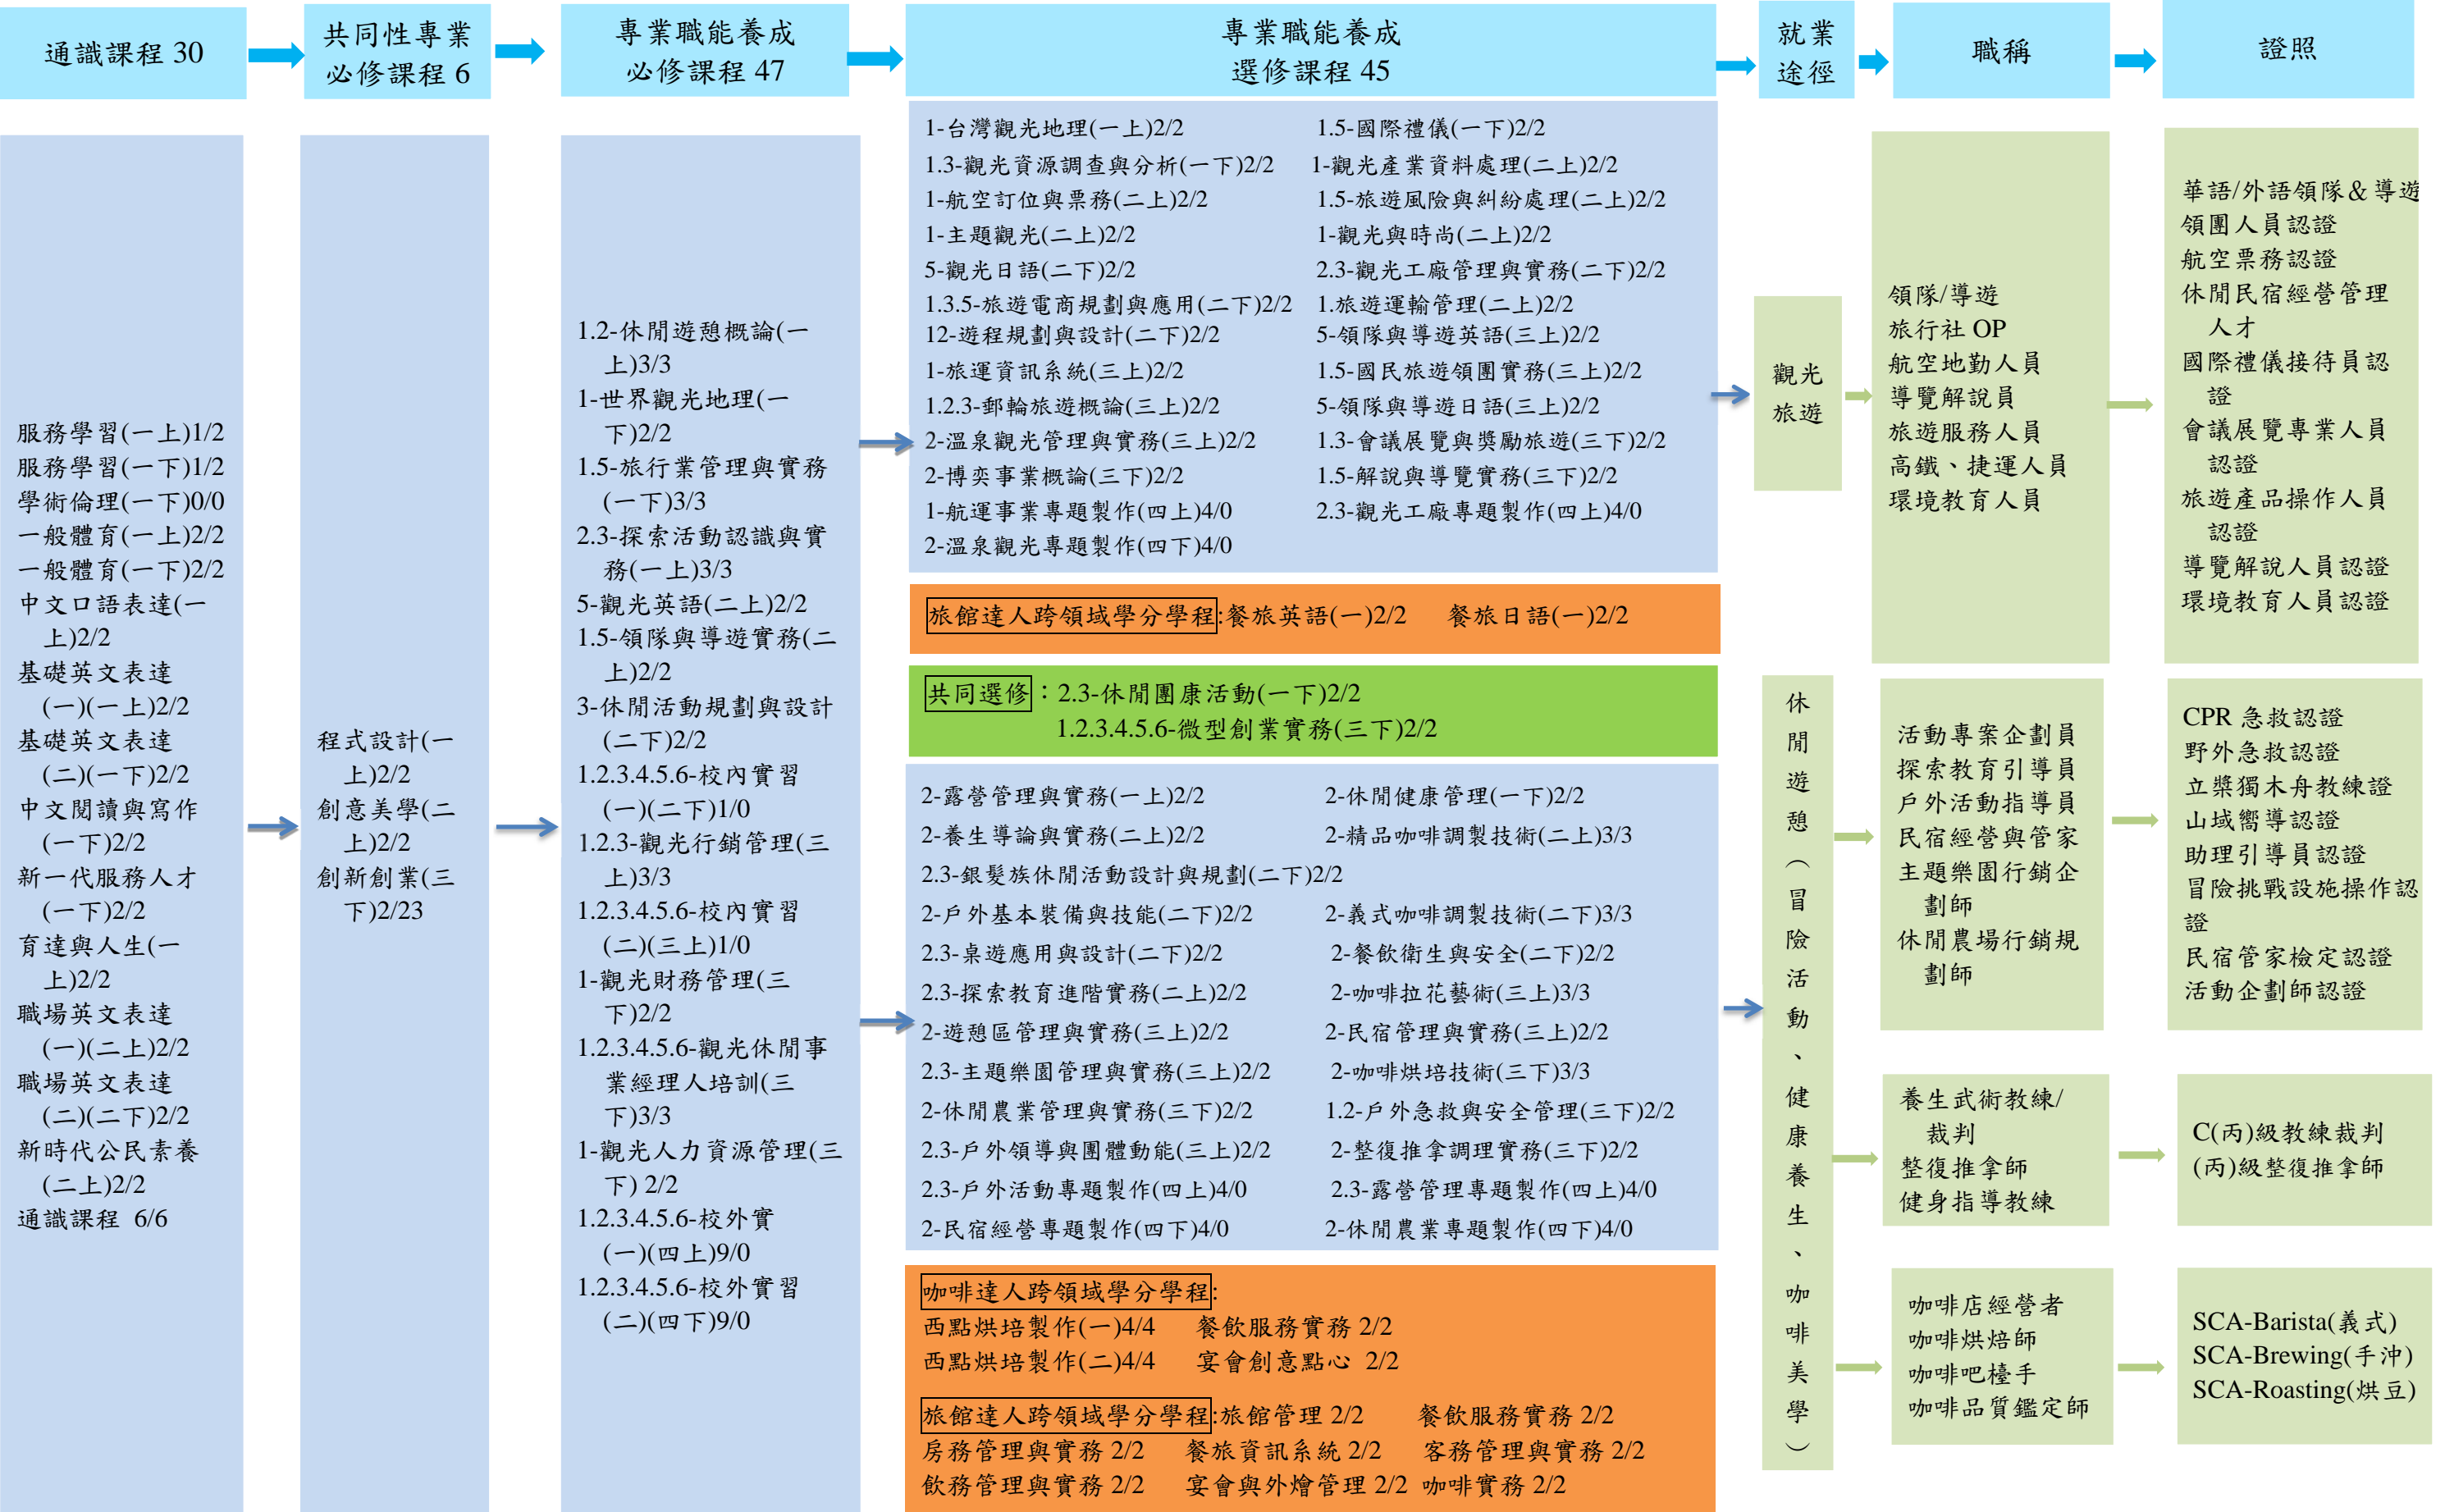 通識課程 30
共同性專業
必修課程 6
專業職能養成
必修課程 47
專業職能養成
選修課程 45
就業
途徑
職稱
證照
服務學習(一上)1/2
服務學習(一下)1/2
學術倫理(一下)0/0
一般體育(一上)2/2
一般體育(一下)2/2
中文口語表達(一
上)2/2
基礎英文表達
(一)(一上)2/2
基礎英文表達
(二)(一下)2/2
中文閱讀與寫作
(一下)2/2
新一代服務人才
(一下)2/2
育達與人生(一
上)2/2
職場英文表達
(一)(二上)2/2
職場英文表達
(二)(二下)2/2
新時代公民素養
(二上)2/2
通識課程 6/6
程式設計(一
上)2/2
創意美學(二
上)2/2
創新創業(三
下)2/23
1.2-休閒遊憩概論(一
上)3/3
1-世界觀光地理(一
下)2/2
1.5-旅行業管理與實務
(一下)3/3
2.3-探索活動認識與實
務(一上)3/3
5-觀光英語(二上)2/2
1.5-領隊與導遊實務(二
上)2/2
3-休閒活動規劃與設計
(二下)2/2
1.2.3.4.5.6-校內實習
(一)(二下)1/0
1.2.3-觀光行銷管理(三
上)3/3
1.2.3.4.5.6-校內實習
(二)(三上)1/0
1-觀光財務管理(三
下)2/2
1.2.3.4.5.6-觀光休閒事
業經理人培訓(三
下)3/3
1-觀光人力資源管理(三
下) 2/2
1.2.3.4.5.6-校外實
(一)(四上)9/0
1.2.3.4.5.6-校外實習
(二)(四下)9/0
1-台灣觀光地理(一上)2/2 1.5-國際禮儀(一下)2/2
1.3-觀光資源調查與分析(一下)2/2 1-觀光產業資料處理(二上)2/2
1-航空訂位與票務(二上)2/2 1.5-旅遊風險與糾紛處理(二上)2/2
1-主題觀光(二上)2/2 1-觀光與時尚(二上)2/2
5-觀光日語(二下)2/2 2.3-觀光工廠管理與實務(二下)2/2
1.3.5-旅遊電商規劃與應用(二下)2/2 1.旅遊運輸管理(二上)2/2
12-遊程規劃與設計(二下)2/2 5-領隊與導遊英語(三上)2/2
1-旅運資訊系統(三上)2/2 1.5-國民旅遊領團實務(三上)2/2
1.2.3-郵輪旅遊概論(三上)2/2 5-領隊與導遊日語(三上)2/2
2-溫泉觀光管理與實務(三上)2/2 1.3-會議展覽與獎勵旅遊(三下)2/2
2-博奕事業概論(三下)2/2 1.5-解說與導覽實務(三下)2/2
1-航運事業專題製作(四上)4/0 2.3-觀光工廠專題製作(四上)4/0
2-溫泉觀光專題製作(四下)4/0
旅館達人跨領域學分學程:餐旅英語(一)2/2 餐旅日語(一)2/2
共同選修：2.3-休閒團康活動(一下)2/2
1.2.3.4.5.6-微型創業實務(三下)2/2
2-露營管理與實務(一上)2/2 2-休閒健康管理(一下)2/2
2-養生導論與實務(二上)2/2 2-精品咖啡調製技術(二上)3/3
2.3-銀髮族休閒活動設計與規劃(二下)2/2
2-戶外基本裝備與技能(二下)2/2 2-義式咖啡調製技術(二下)3/3
2.3-桌遊應用與設計(二下)2/2 2-餐飲衛生與安全(二下)2/2
2.3-探索教育進階實務(二上)2/2 2-咖啡拉花藝術(三上)3/3
2-遊憩區管理與實務(三上)2/2 2-民宿管理與實務(三上)2/2
2.3-主題樂園管理與實務(三上)2/2 2-咖啡烘培技術(三下)3/3
2-休閒農業管理與實務(三下)2/2 1.2-戶外急救與安全管理(三下)2/2
2.3-戶外領導與團體動能(三上)2/2 2-整復推拿調理實務(三下)2/2
2.3-戶外活動專題製作(四上)4/0 2.3-露營管理專題製作(四上)4/0
2-民宿經營專題製作(四下)4/0 2-休閒農業專題製作(四下)4/0
咖啡達人跨領域學分學程:
西點烘培製作(一)4/4 餐飲服務實務 2/2
西點烘培製作(二)4/4 宴會創意點心 2/2
旅館達人跨領域學分學程:旅館管理 2/2 餐飲服務實務 2/2
房務管理與實務 2/2 餐旅資訊系統 2/2 客務管理與實務 2/2
飲務管理與實務 2/2 宴會與外燴管理 2/2 咖啡實務 2/2
觀光
旅遊
領隊/導遊
旅行社 OP
航空地勤人員
導覽解說員
旅遊服務人員
高鐵、捷運人員
環境教育人員
華語/外語領隊＆導遊
領團人員認證
航空票務認證
休閒民宿經營管理
人才
國際禮儀接待員認
證
會議展覽專業人員
認證
旅遊產品操作人員
認證
導覽解說人員認證
環境教育人員認證
休閒遊憩（冒險活動、健康養生、咖啡美學）
活動專案企劃員
探索教育引導員
戶外活動指導員
民宿經營與管家
主題樂園行銷企
劃師
休閒農場行銷規
劃師
CPR 急救認證
野外急救認證
立槳獨木舟教練證
山域嚮導認證
助理引導員認證
冒險挑戰設施操作認
證
民宿管家檢定認證
活動企劃師認證
養生武術教練/
裁判
整復推拿師
健身指導教練
C(丙)級教練裁判
(丙)級整復推拿師
咖啡店經營者
咖啡烘焙師
咖啡吧檯手
咖啡品質鑑定師
SCA-Barista(義式)
SCA-Brewing(手沖)
SCA-Roasting(烘豆)